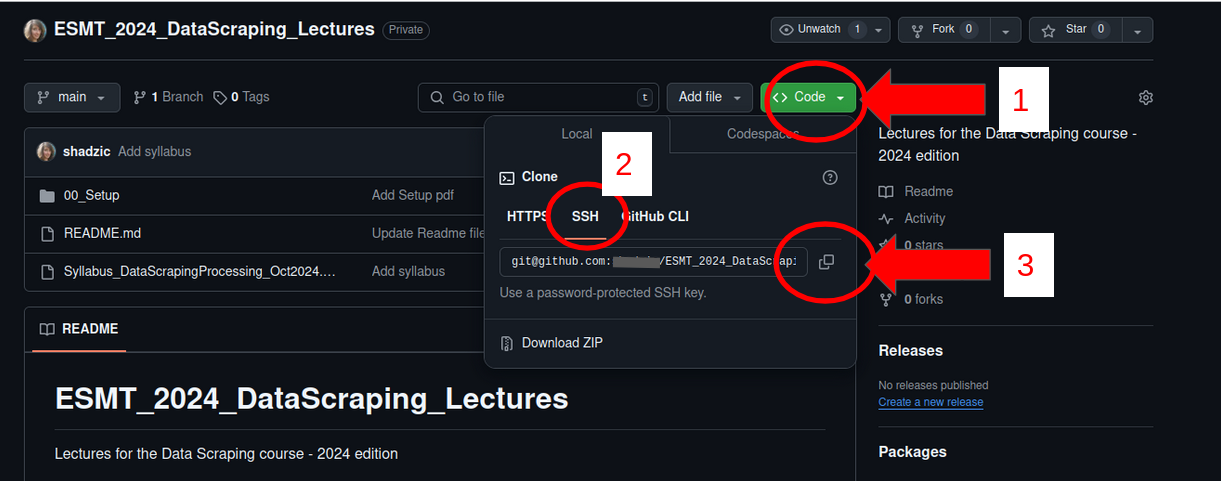 ESMT_2024_DataScraping_Lectures Private
Unwatch 1
Fork 0
Star 0
main
1 Branch
0 Tags
Go to file t
Add file
Code
1
Lectures for the Data Scraping course - 2024 edition
shadzic Add syllabus
00_Setup Add Setup pdf
README.md Update Readme file
Syllabus_DataScrapingProcessing_Oct2024.... Add syllabus
Local
Codespaces
2
Clone
HTTPS
SSH
GitHub CLI
git@github.com: /ESMT_2024_DataScrapi
3
Use a password-protected SSH key.
Download ZIP
Readme
Activity
0 stars
0 forks
Releases
No releases published
Create a new release
Packages
README
ESMT_2024_DataScraping_Lectures
Lectures for the Data Scraping course - 2024 edition